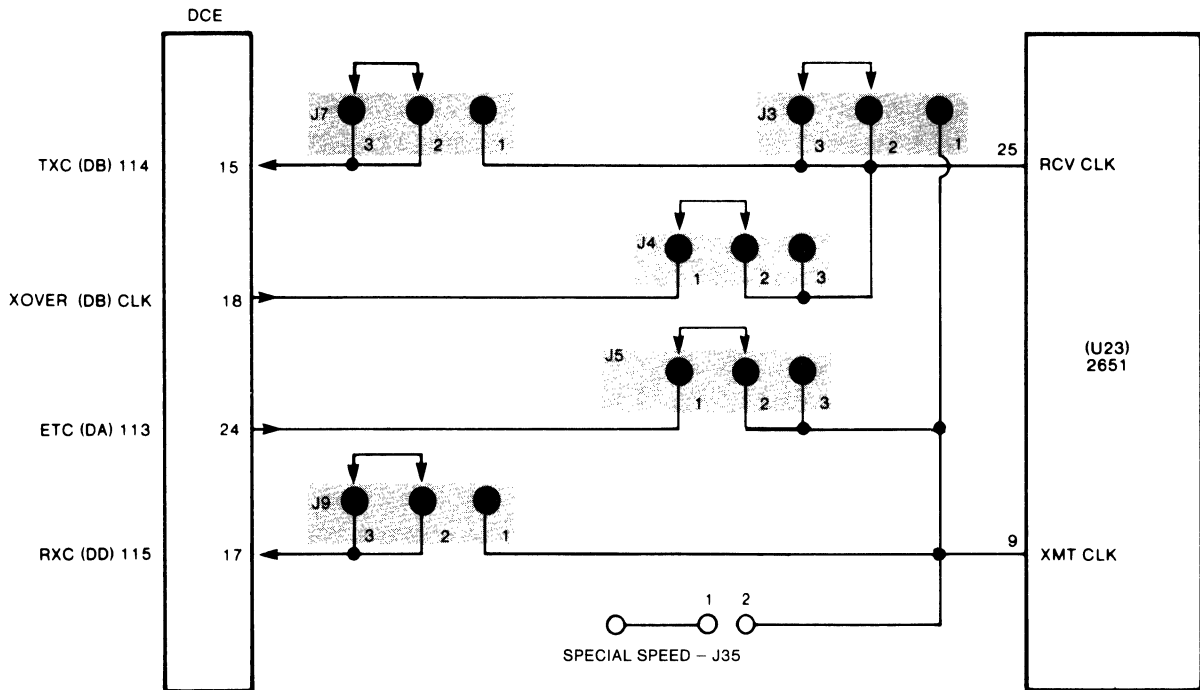 DCE
J7 3 2 1
J3 3 2 1
TXC (DB) 114 15
25 RCV CLK
J4 1 2 3
XOVER (DB) CLK 18
J5 1 2 3
(U23)
2651
ETC (DA) 113 24
J9 3 2 1
RXC (DD) 115 17
9 XMT CLK
1 2
SPECIAL SPEED – J35